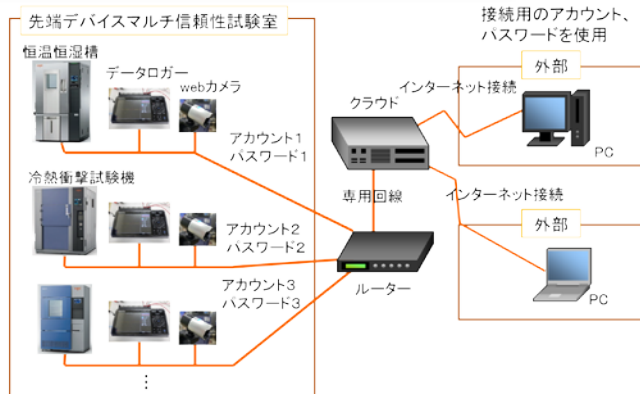 先端デバイスマルチ信頼性試験室
恒温恒湿槽
データロガー
webカメラ
アカウント1
パスワード1
冷熱衝撃試験機
アカウント2
パスワード2
アカウント3
パスワード3
⋮
クラウド
専用回線
ルーター
接続用のアカウント、
パスワードを使用
外部
インターネット接続
PC
インターネット接続
外部
PC